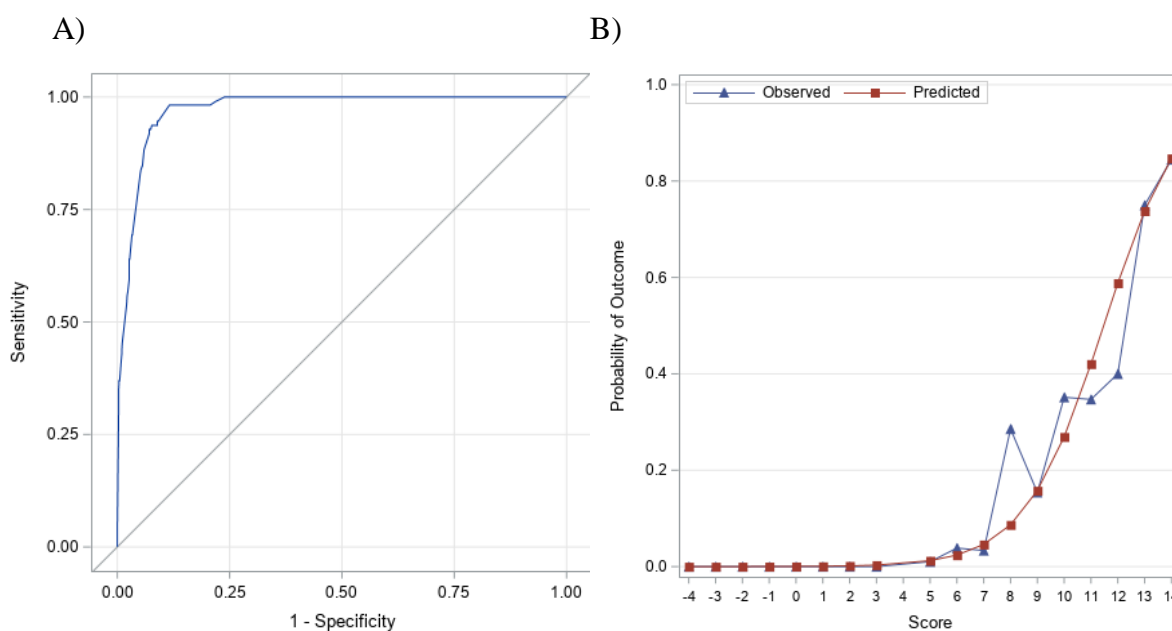 A)
B)
1.00
0.75
0.50
0.25
0.00
Sensitivity
0.00 0.25 0.50 0.75 1.00
1 - Specificity
Observed Predicted
1.0
0.8
0.6
0.4
0.2
0.0
Probability of Outcome
-4 -3 -2 -1 0 1 2 3 5 6 7 8 9 10 11 12 13 14
Score